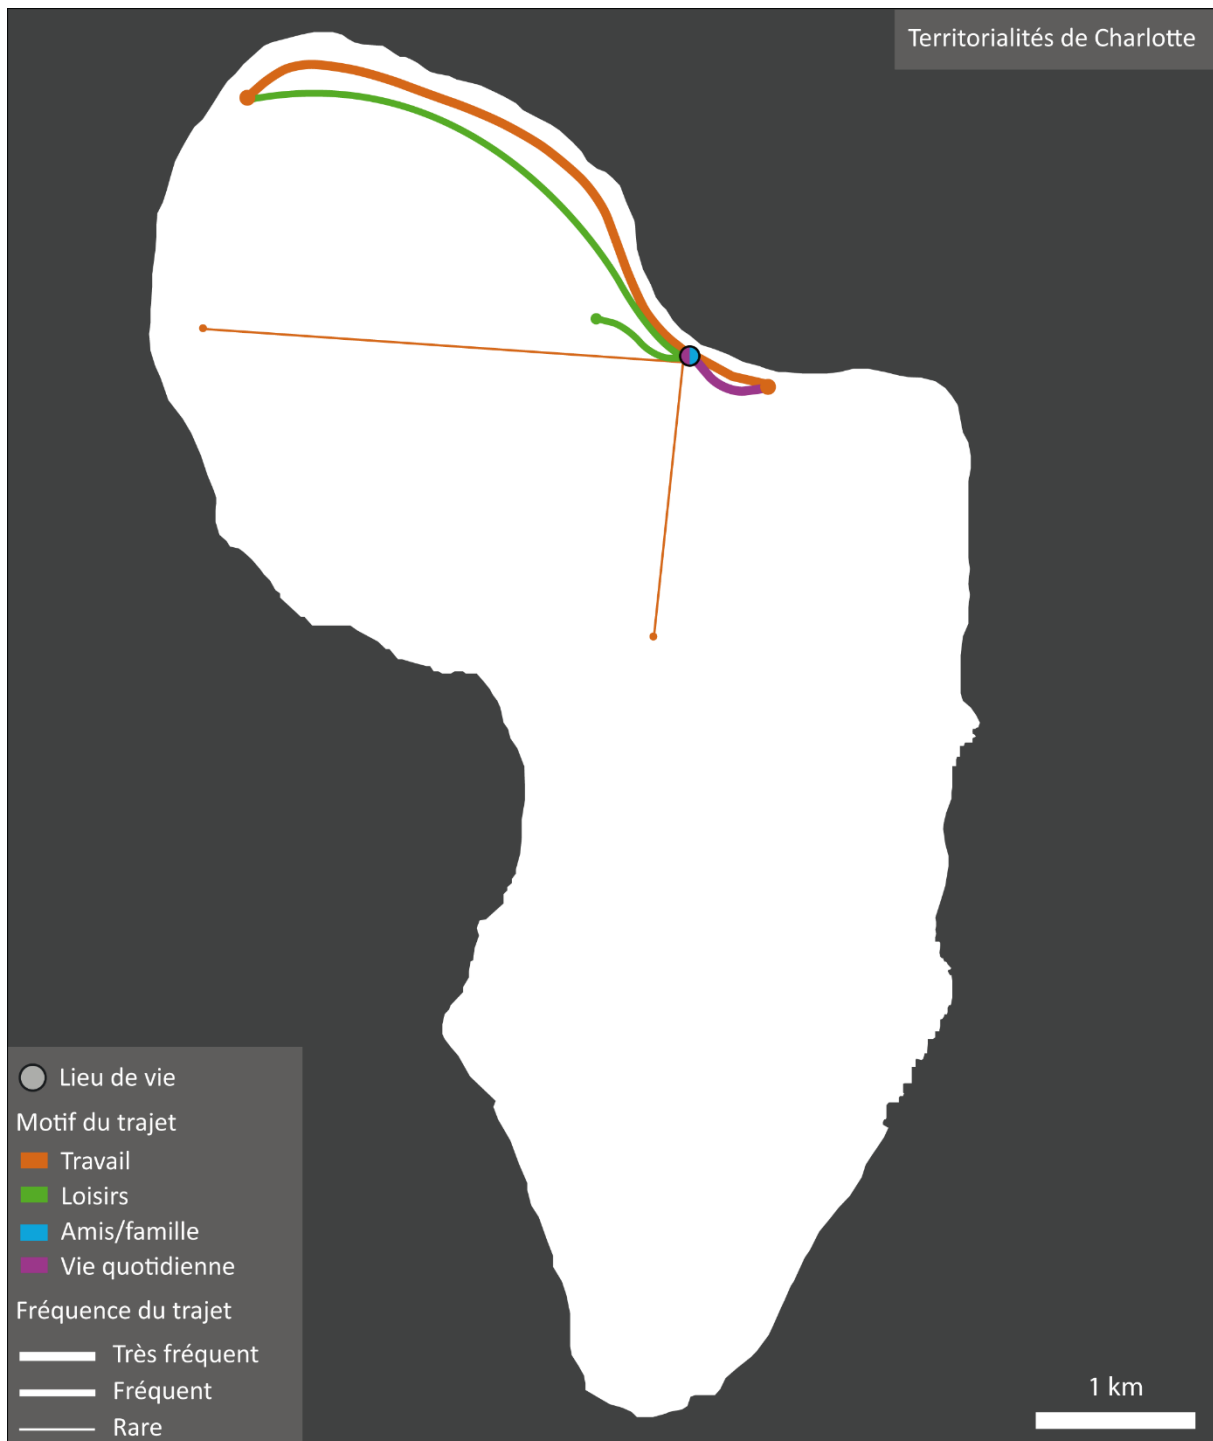 Territorialités de Charlotte
Lieu de vie
Motif du trajet
Travail
Loisirs
Amis/famille
Vie quotidienne
Fréquence du trajet
Très fréquent
Fréquent
Rare
1 km